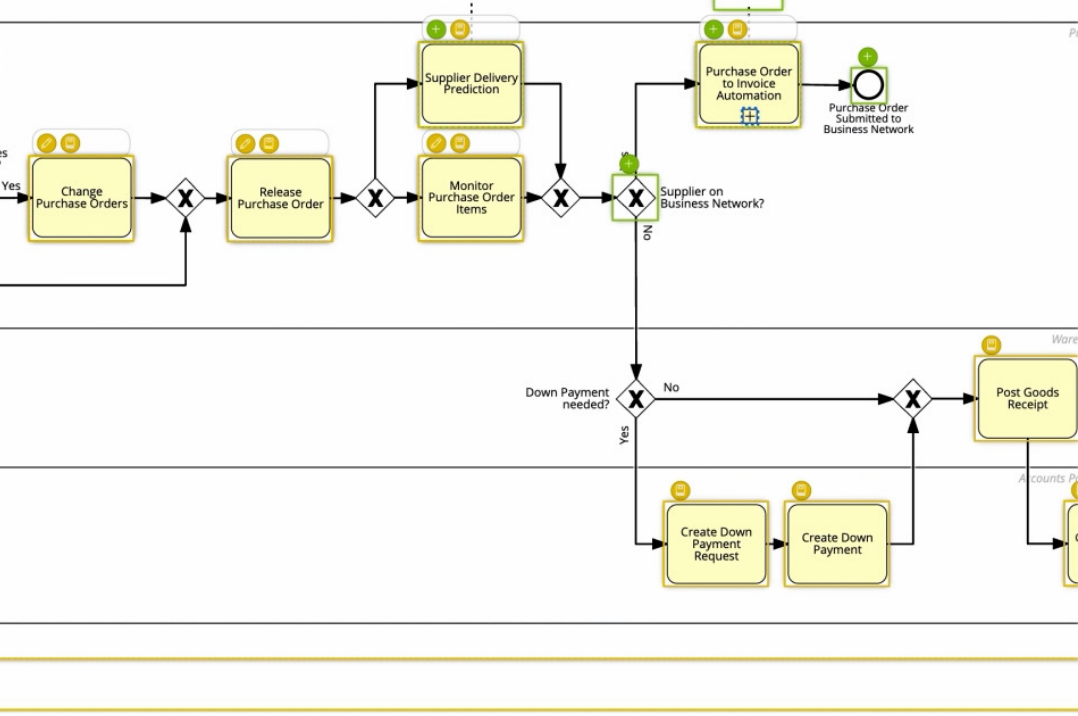 Supplier Delivery
Prediction
Purchase Order
to Invoice
Automation
Purchase Order
Submitted to
Business Network
Yes
Change
Purchase Orders
Release
Purchase Order
Monitor
Purchase Order
Items
Supplier on
Business Network?
No
Down Payment
needed?
No
Yes
Ware
Post Goods
Receipt
Create Down
Payment
Request
Create Down
Payment